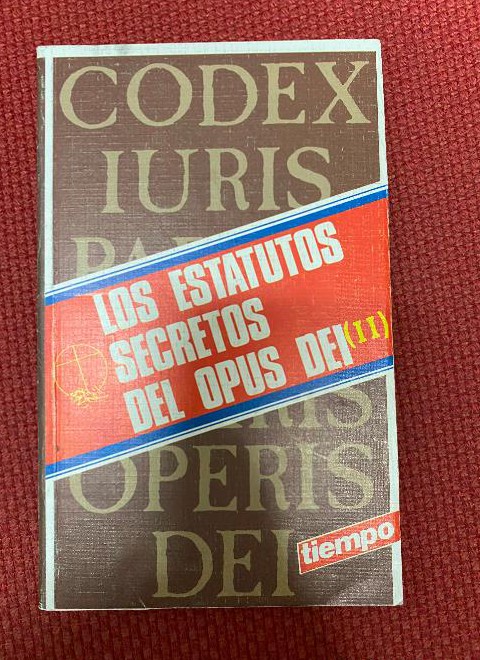 CODEX
IURIS
LOS ESTATUTOS
SECRETOS
DEL OPUS DEI (II)
OPERIS
DEI
tiempo